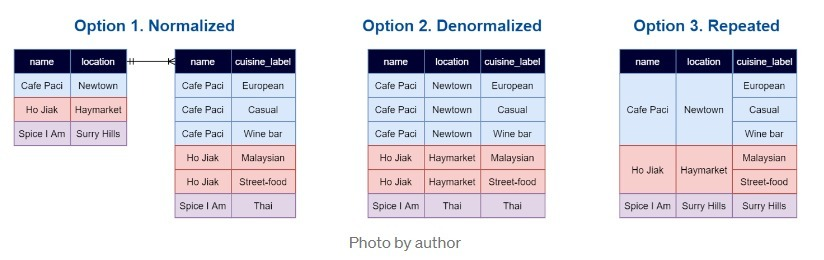 Option 1. Normalized
name location
Cafe Paci Newtown
Ho Jiak Haymarket
Spice I Am Surry Hills
name cuisine_label
Cafe Paci European
Cafe Paci Casual
Cafe Paci Wine bar
Ho Jiak Malaysian
Ho Jiak Street-food
Spice I Am Thai
Option 2. Denormalized
name location cuisine_label
Cafe Paci Newtown European
Cafe Paci Newtown Casual
Cafe Paci Newtown Wine bar
Ho Jiak Haymarket Malaysian
Ho Jiak Haymarket Street-food
Spice I Am Thai Thai
Option 3. Repeated
name location cuisine_label
European
Cafe Paci Newtown Casual
Wine bar
Malaysian
Ho Jiak Haymarket
Street-food
Spice I Am Surry Hills Surry Hills
Photo by author